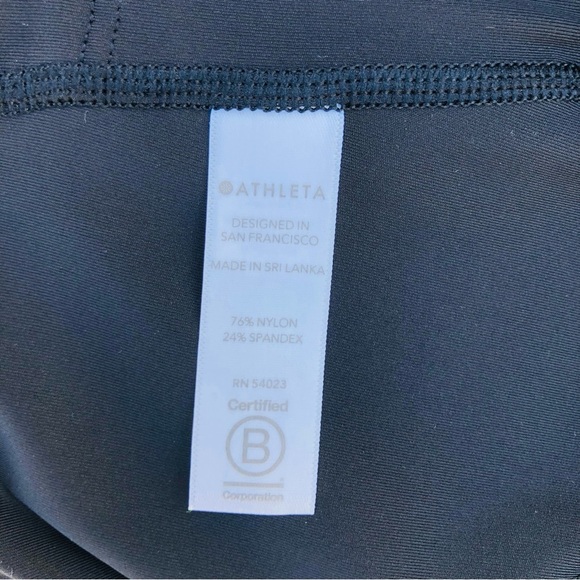 ATHLETA
DESIGNED IN
SAN FRANCISCO
MADE IN SRI LANKA
76% NYLON
24% SPANDEX
RN 54023
Certified
B
Corporation